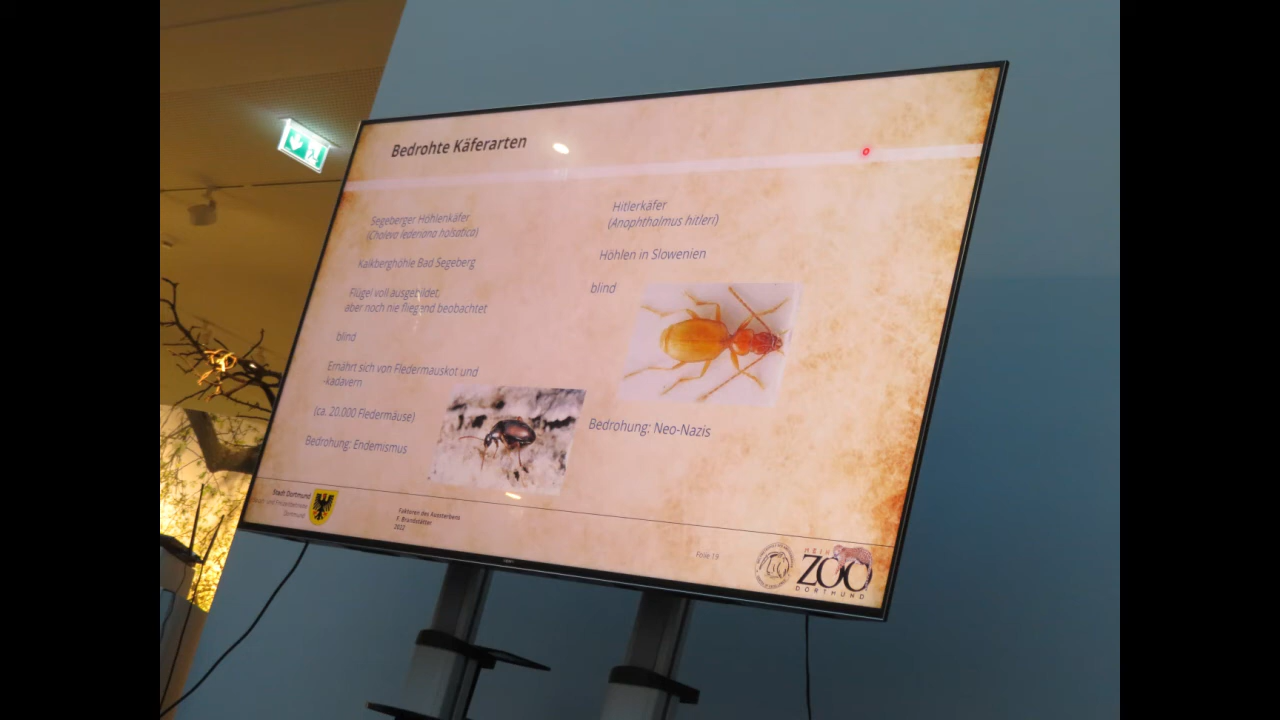 Bedrohte Käferarten
Segeberger Höhlenkäfer
(Choleva lederiana holsatica)
Kalkberghöhle Bad Segeberg
Flügel voll ausgebildet,
aber noch nie fliegend beobachtet
blind
Ernährt sich von Fledermauskot und
-kadavern
(ca. 20.000 Fledermäuse)
Bedrohung: Endemismus
Hitlerkäfer
(Anophthalmus hitleri)
Höhlen in Slowenien
blind
Bedrohung: Neo-Nazis
Stadt Dortmund
Dortmund
Faktoren des Aussterbens
F. Brandstätter
2022
Folie 19
ZOO
DORTMUND